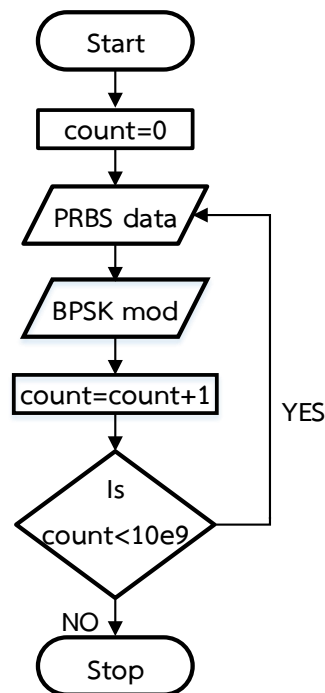 Start
count=0
PRBS data
BPSK mod
count=count+1
YES
Is
count<10e9
NO
Stop